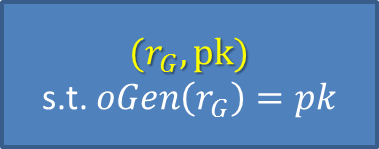 (r_G, pk)
s.t. oGen(r_G) = pk